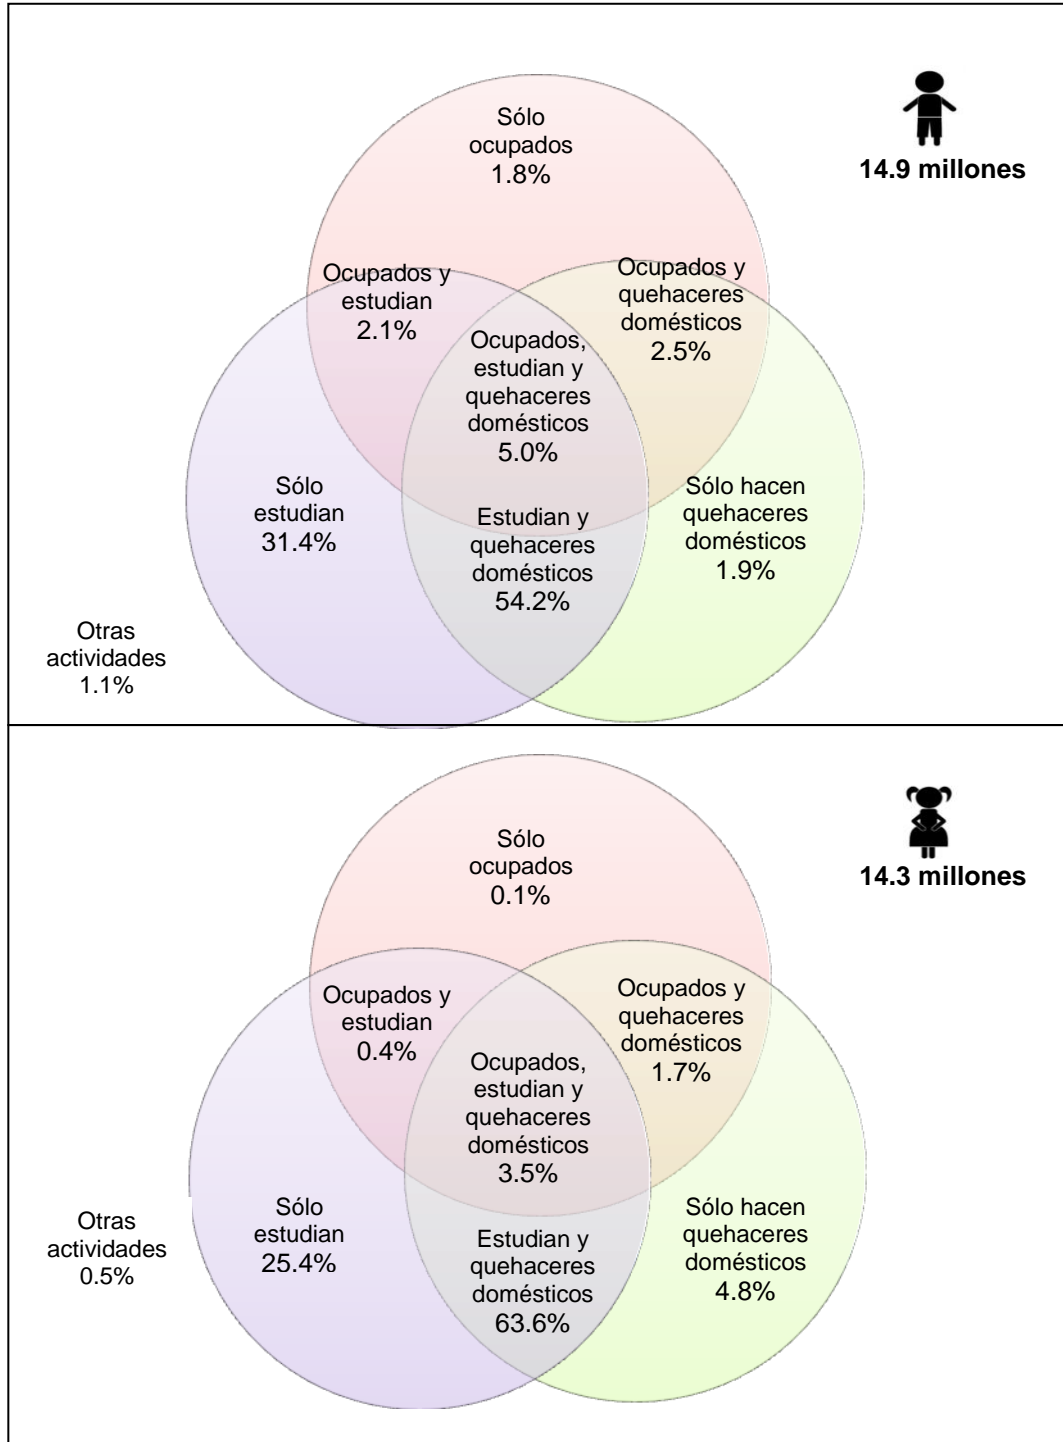 Sólo
ocupados
1.8%
14.9 millones
Ocupados y
estudian
2.1%
Ocupados y
quehaceres
domésticos
2.5%
Ocupados,
estudian y
quehaceres
domésticos
5.0%
Sólo
estudian
31.4%
Estudian y
quehaceres
domésticos
54.2%
Sólo hacen
quehaceres
domésticos
1.9%
Otras
actividades
1.1%
Sólo
ocupados
0.1%
14.3 millones
Ocupados y
estudian
0.4%
Ocupados y
quehaceres
domésticos
1.7%
Ocupados,
estudian y
quehaceres
domésticos
3.5%
Otras
actividades
0.5%
Sólo
estudian
25.4%
Estudian y
quehaceres
domésticos
63.6%
Sólo hacen
quehaceres
domésticos
4.8%